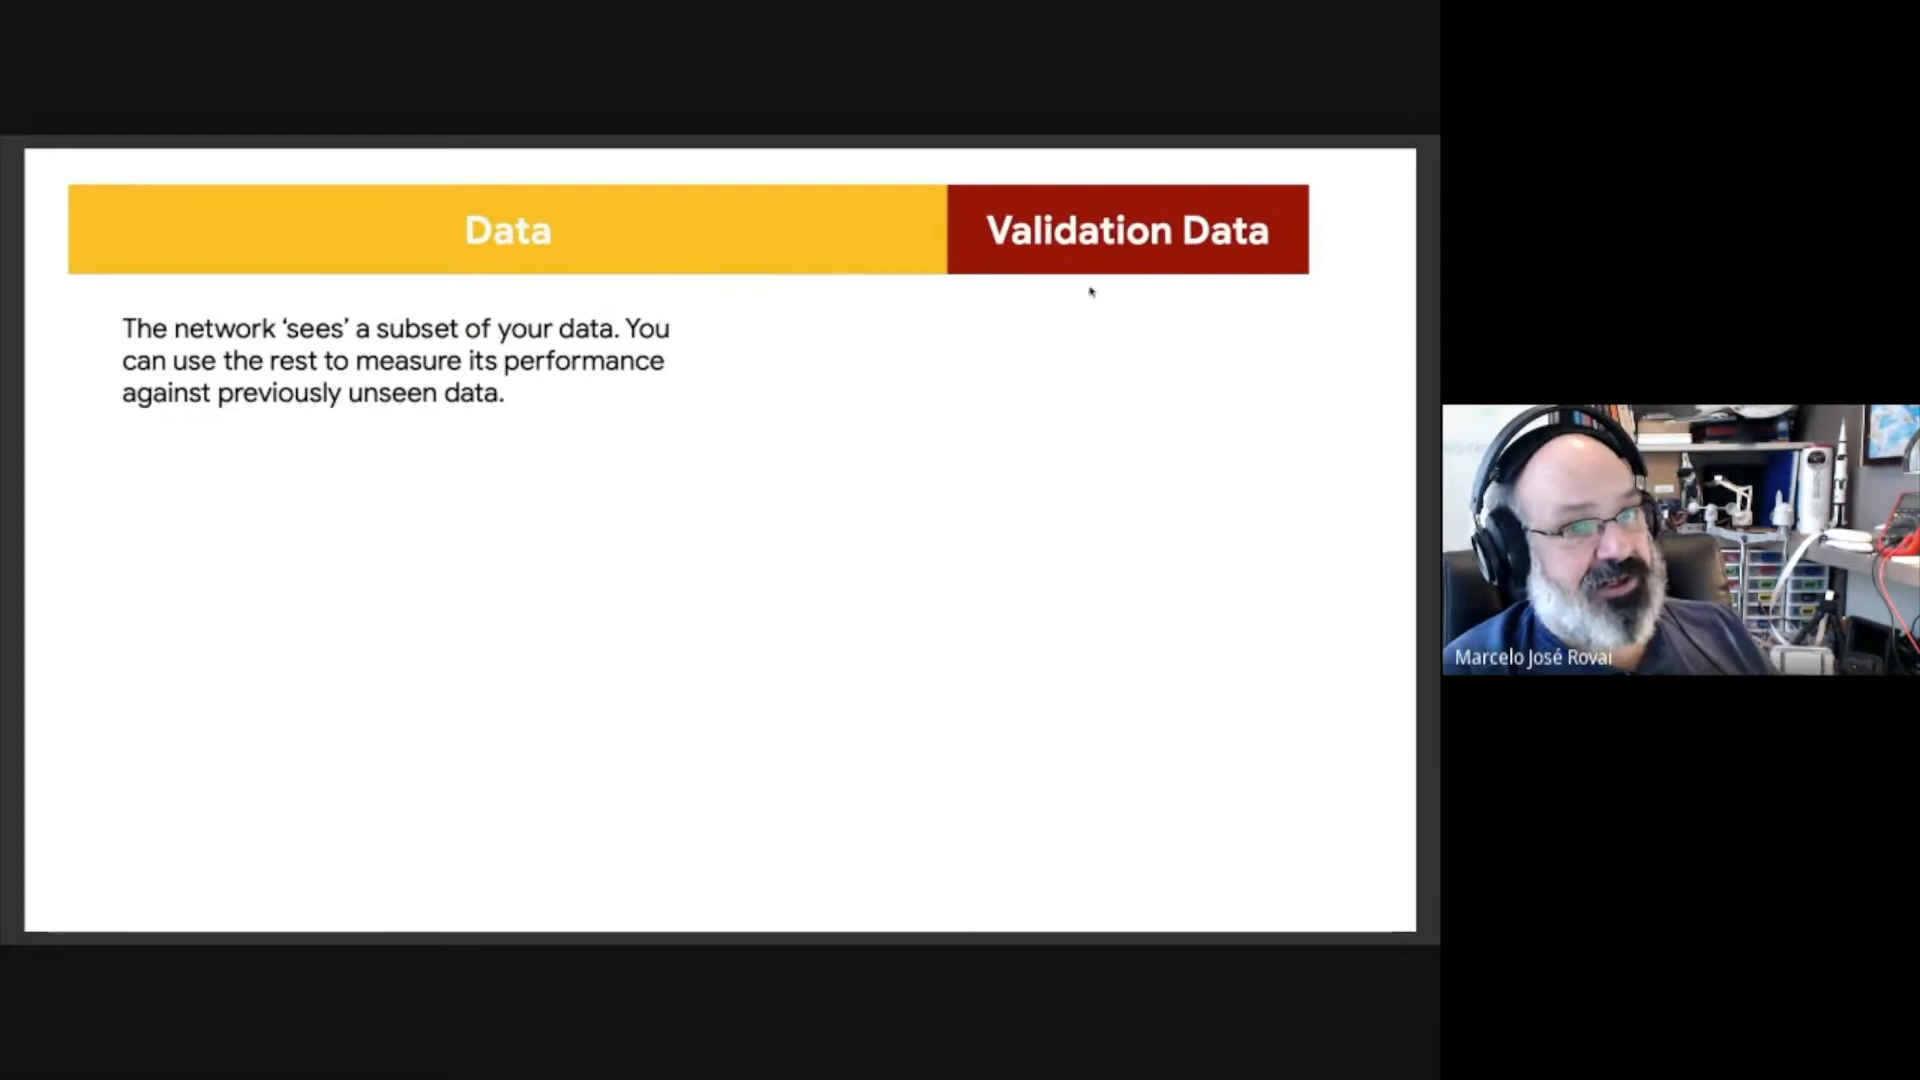 Data
Validation Data
The network ‘sees’ a subset of your data. You
can use the rest to measure its performance
against previously unseen data.
Marcelo José Rovai